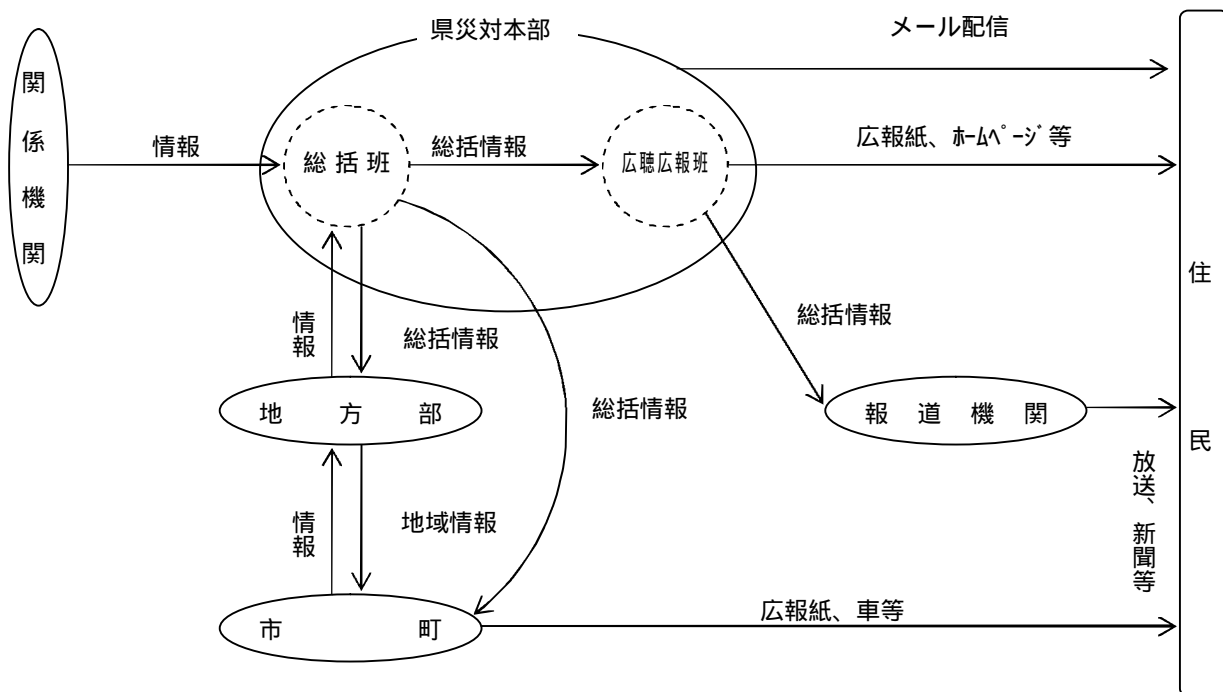 県災対本部
メール配信
関係機関
情報
総括班
総括情報
広聴広報班
広報紙、ﾎｰﾑﾍﾟｰｼﾞ等
住民
情報
総括情報
総括情報
総括情報
地方部
報道機関
放送、新聞等
情報
地域情報
市町
広報紙、車等